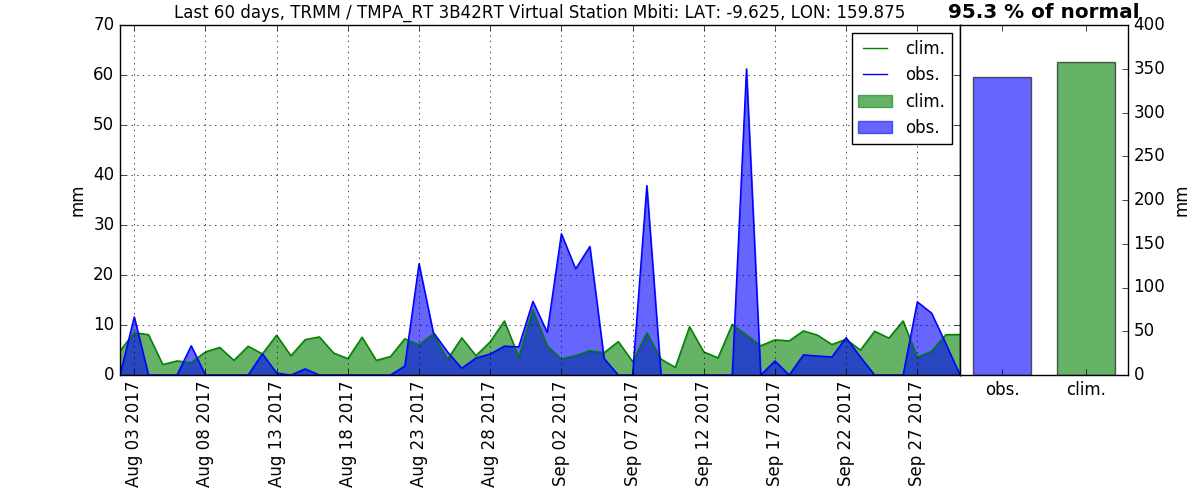 Last 60 days, TRMM / TMPA_RT 3B42RT Virtual Station Mbiti: LAT: -9.625, LON: 159.875
95.3 % of normal
70
60
50
40
30
20
10
0
mm
clim.
obs.
clim.
obs.
400
350
300
250
200
150
100
50
0
mm
obs.
clim.
Aug 03 2017
Aug 08 2017
Aug 13 2017
Aug 18 2017
Aug 23 2017
Aug 28 2017
Sep 02 2017
Sep 07 2017
Sep 12 2017
Sep 17 2017
Sep 22 2017
Sep 27 2017